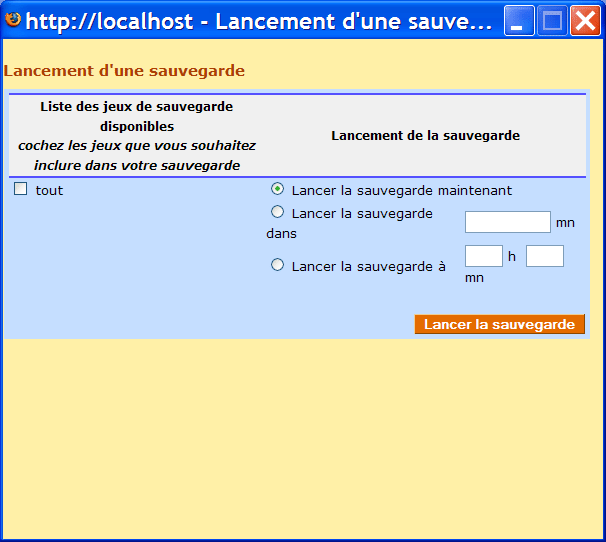 http://localhost - Lancement d'une sauve...
Lancement d'une sauvegarde
Liste des jeux de sauvegarde
disponibles
cochez les jeux que vous souhaitez
inclure dans votre sauvegarde
Lancement de la sauvegarde
tout
Lancer la sauvegarde maintenant
Lancer la sauvegarde
dans
mn
Lancer la sauvegarde à
h
mn
Lancer la sauvegarde